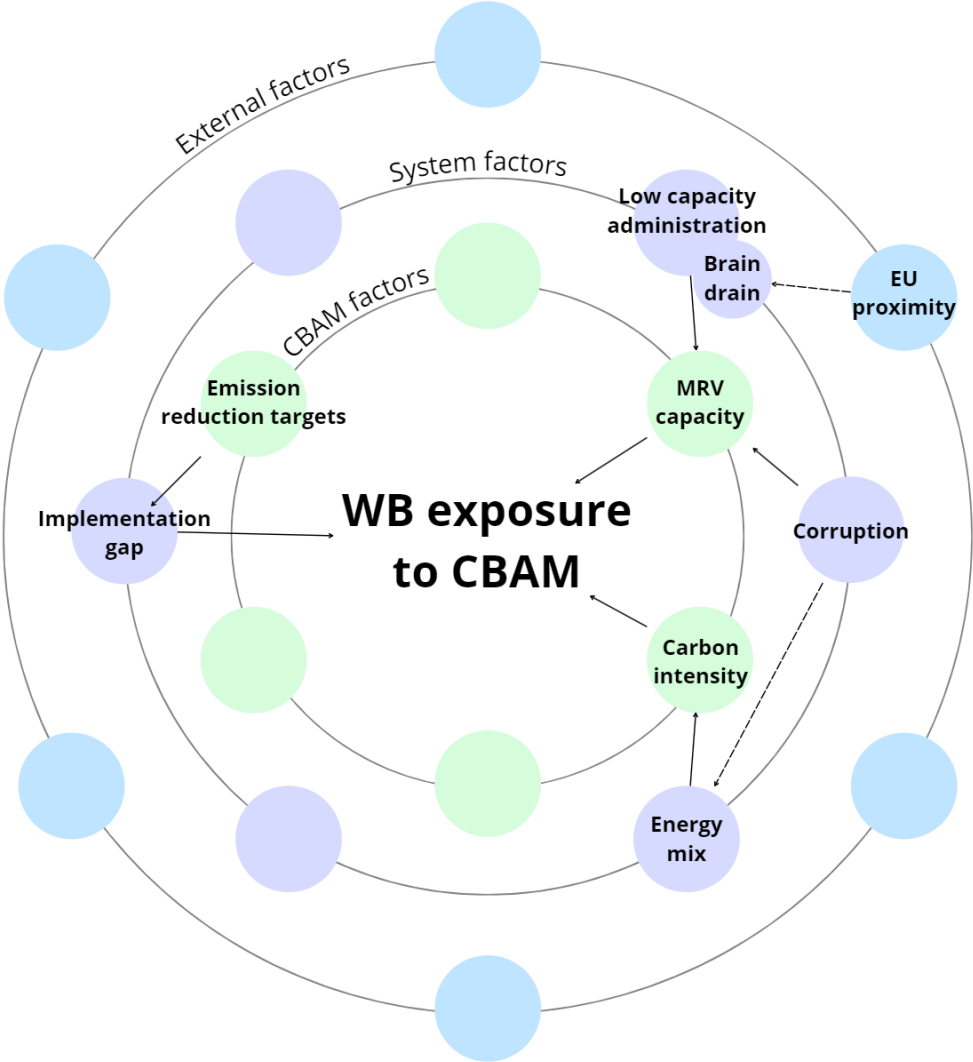 External factors
System factors
CBAM factors
Low capacity
administration
Brain
drain
EU
proximity
Emission
reduction targets
MRV
capacity
Implementation
gap
WB exposure
to CBAM
Corruption
Carbon
intensity
Energy
mix